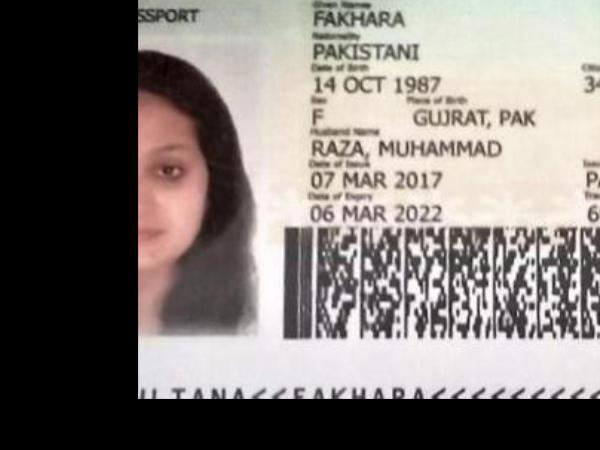 SSPORT
Given Names
FAKHARA
Nationality
PAKISTANI
Date of Birth
14 OCT 1987
34
Sex Place of Birth
F GUJRAT, PAK
Husband Name
RAZA, MUHAMMAD
Date of Issue
07 MAR 2017
Date of Expiry
06 MAR 2022
ULTANA<<FAKHARA<<<<<<<<<<